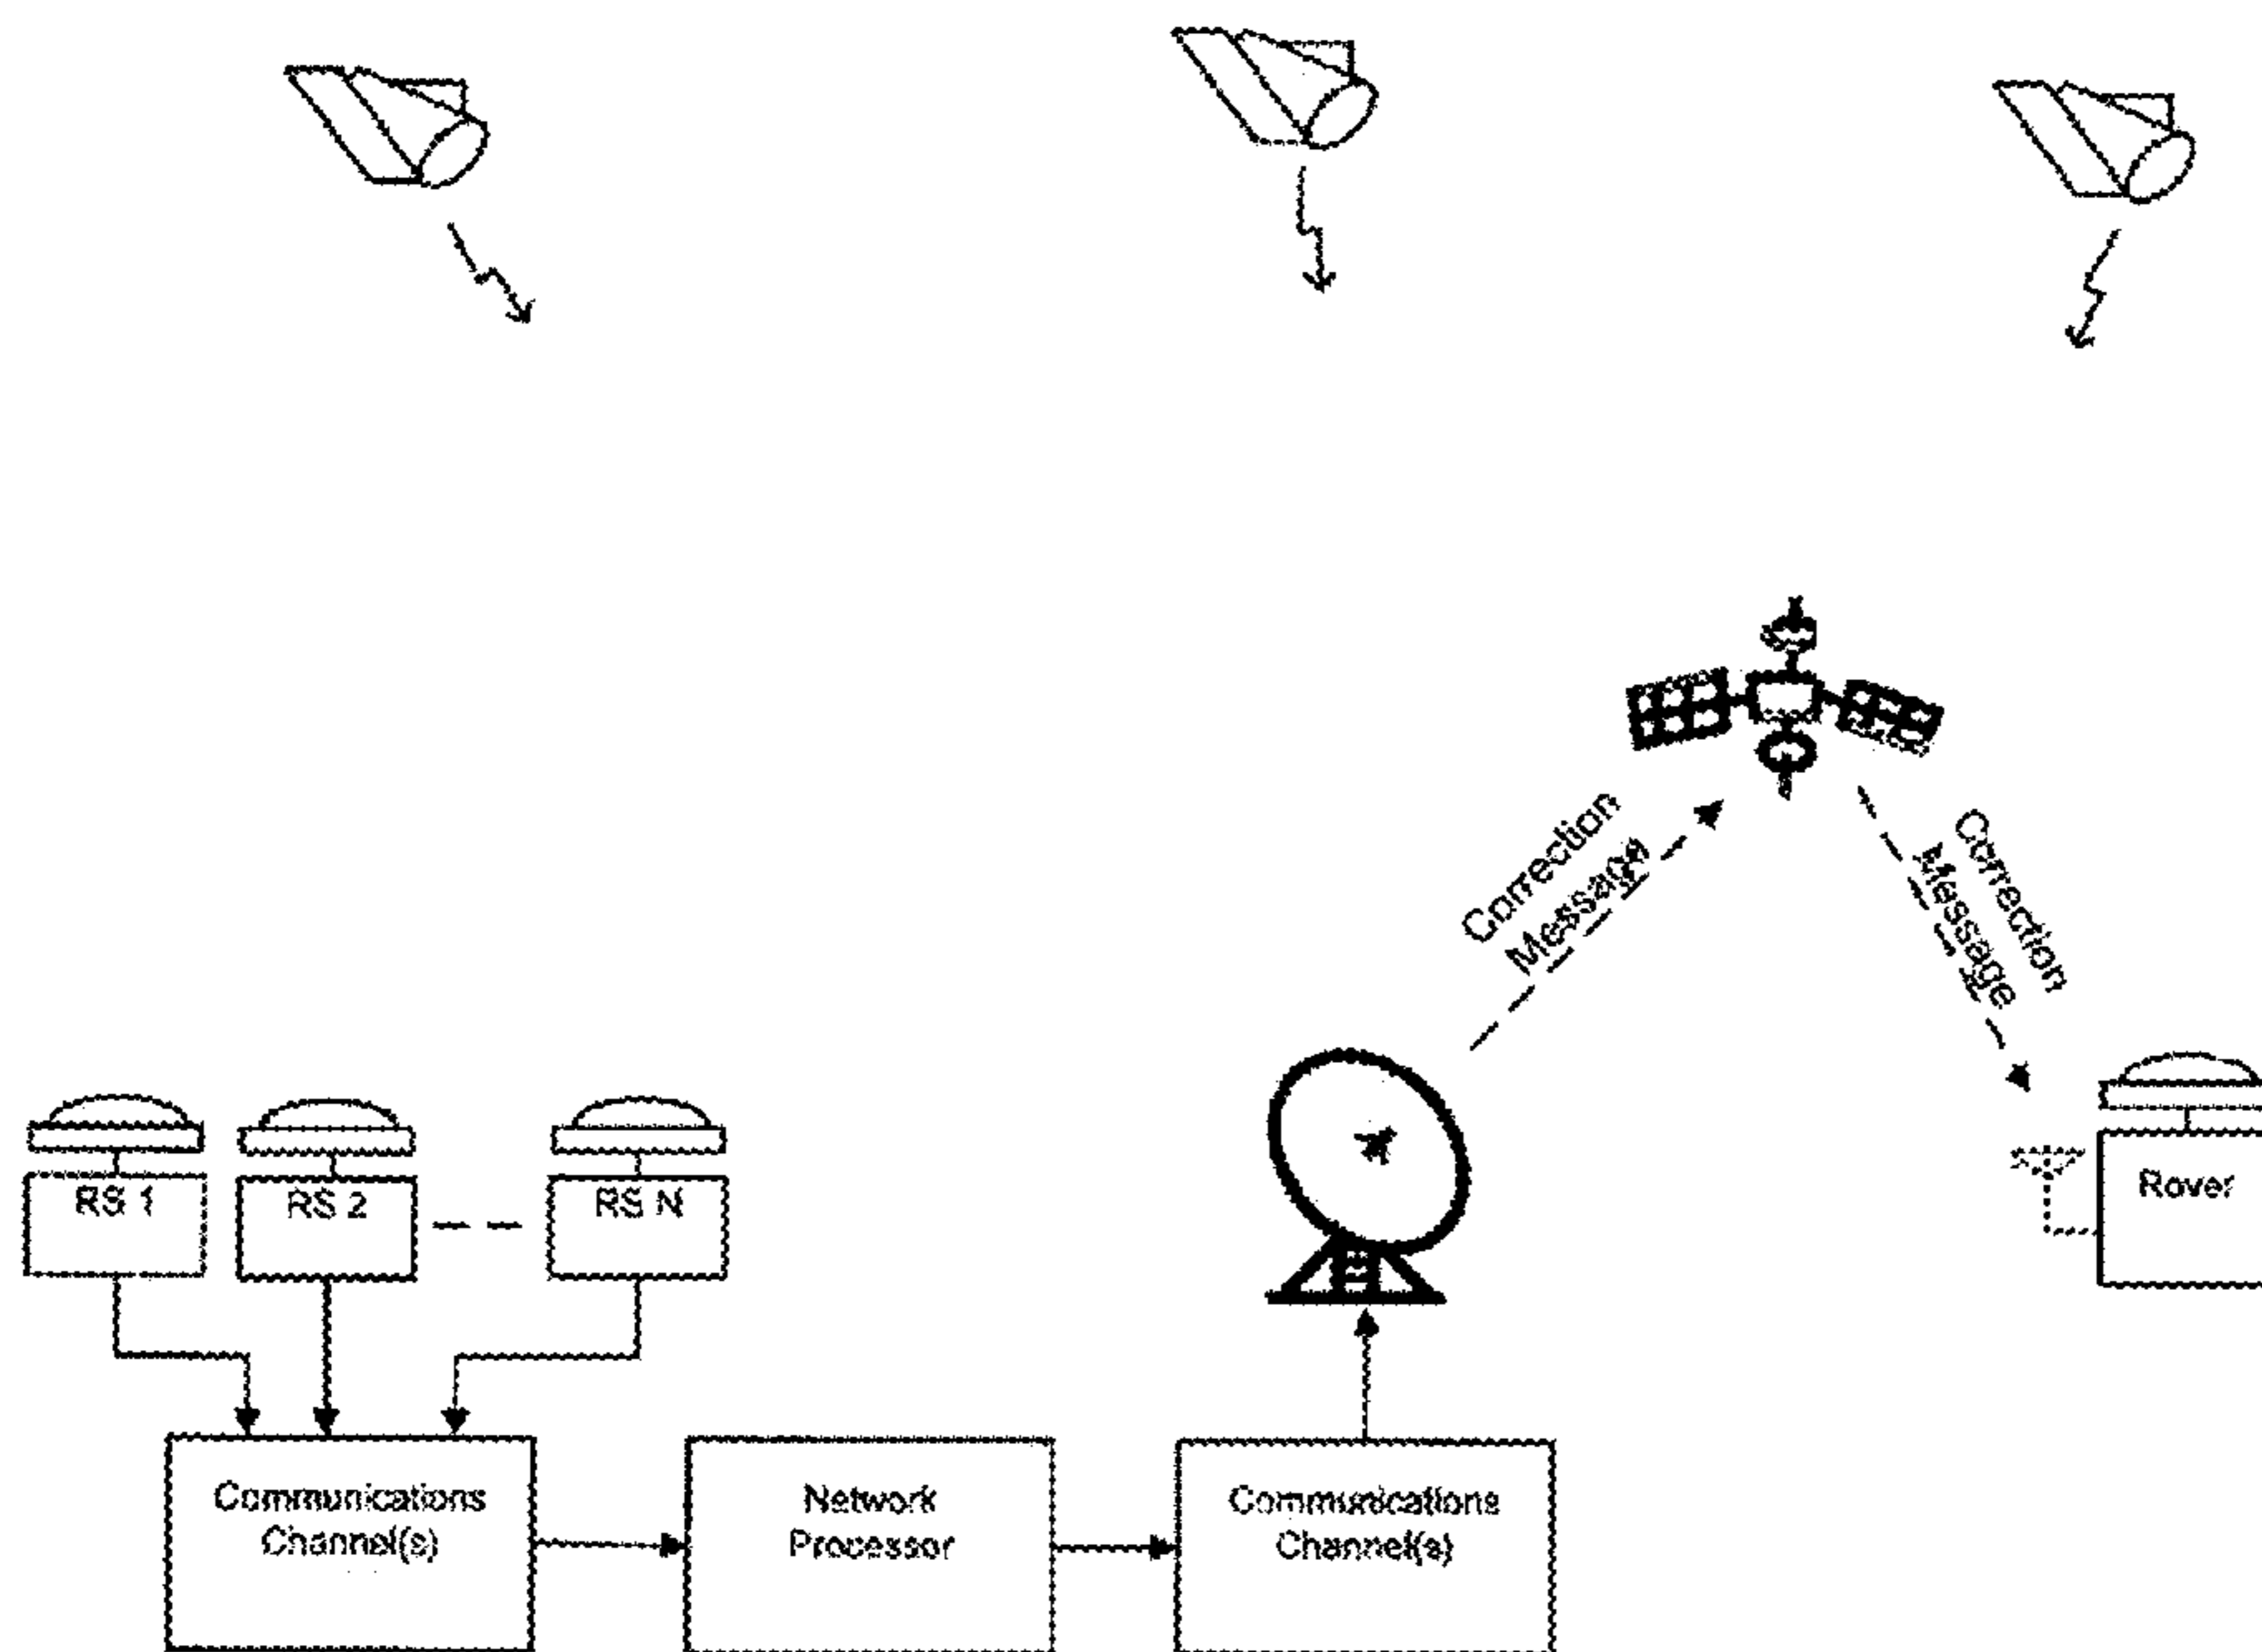 Correction
Message
Correction
Message
RS 1
RS 2
RS N
Rover
Communications
Channel(s)
Network
Processor
Communications
Channel(s)